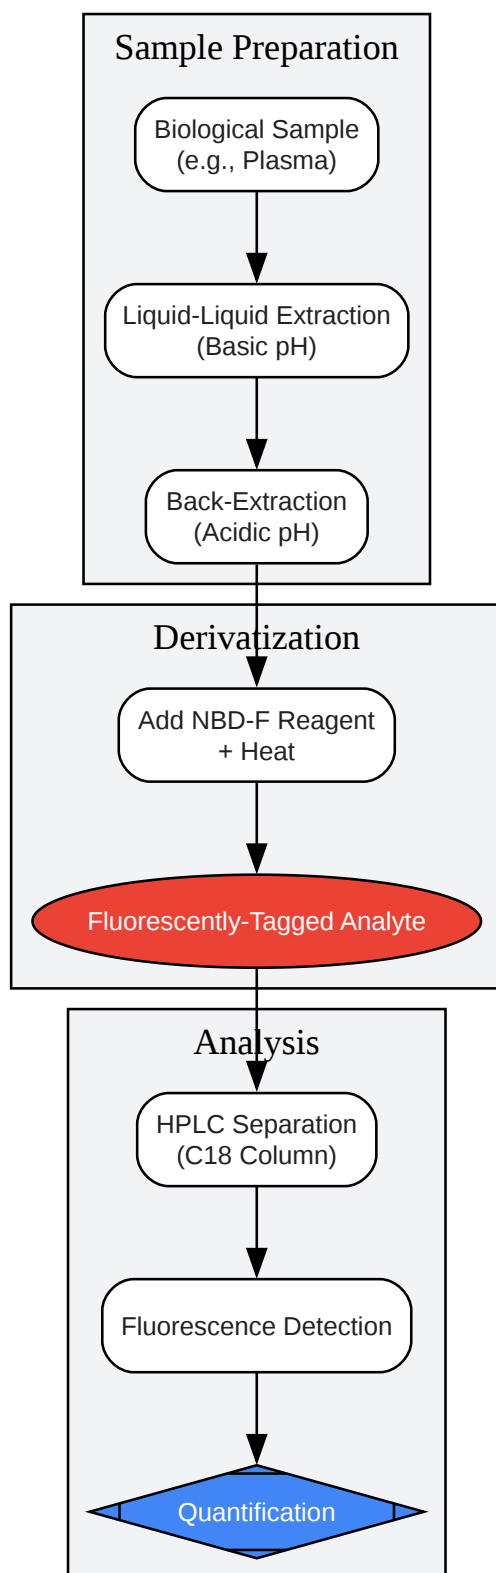 Sample Preparation
Biological Sample
(e.g., Plasma)
Liquid-Liquid Extraction
(Basic pH)
Back-Extraction
(Acidic pH)
Derivatization
Add NBD-F Reagent
+ Heat
Fluorescently-Tagged Analyte
Analysis
HPLC Separation
(C18 Column)
Fluorescence Detection
Quantification